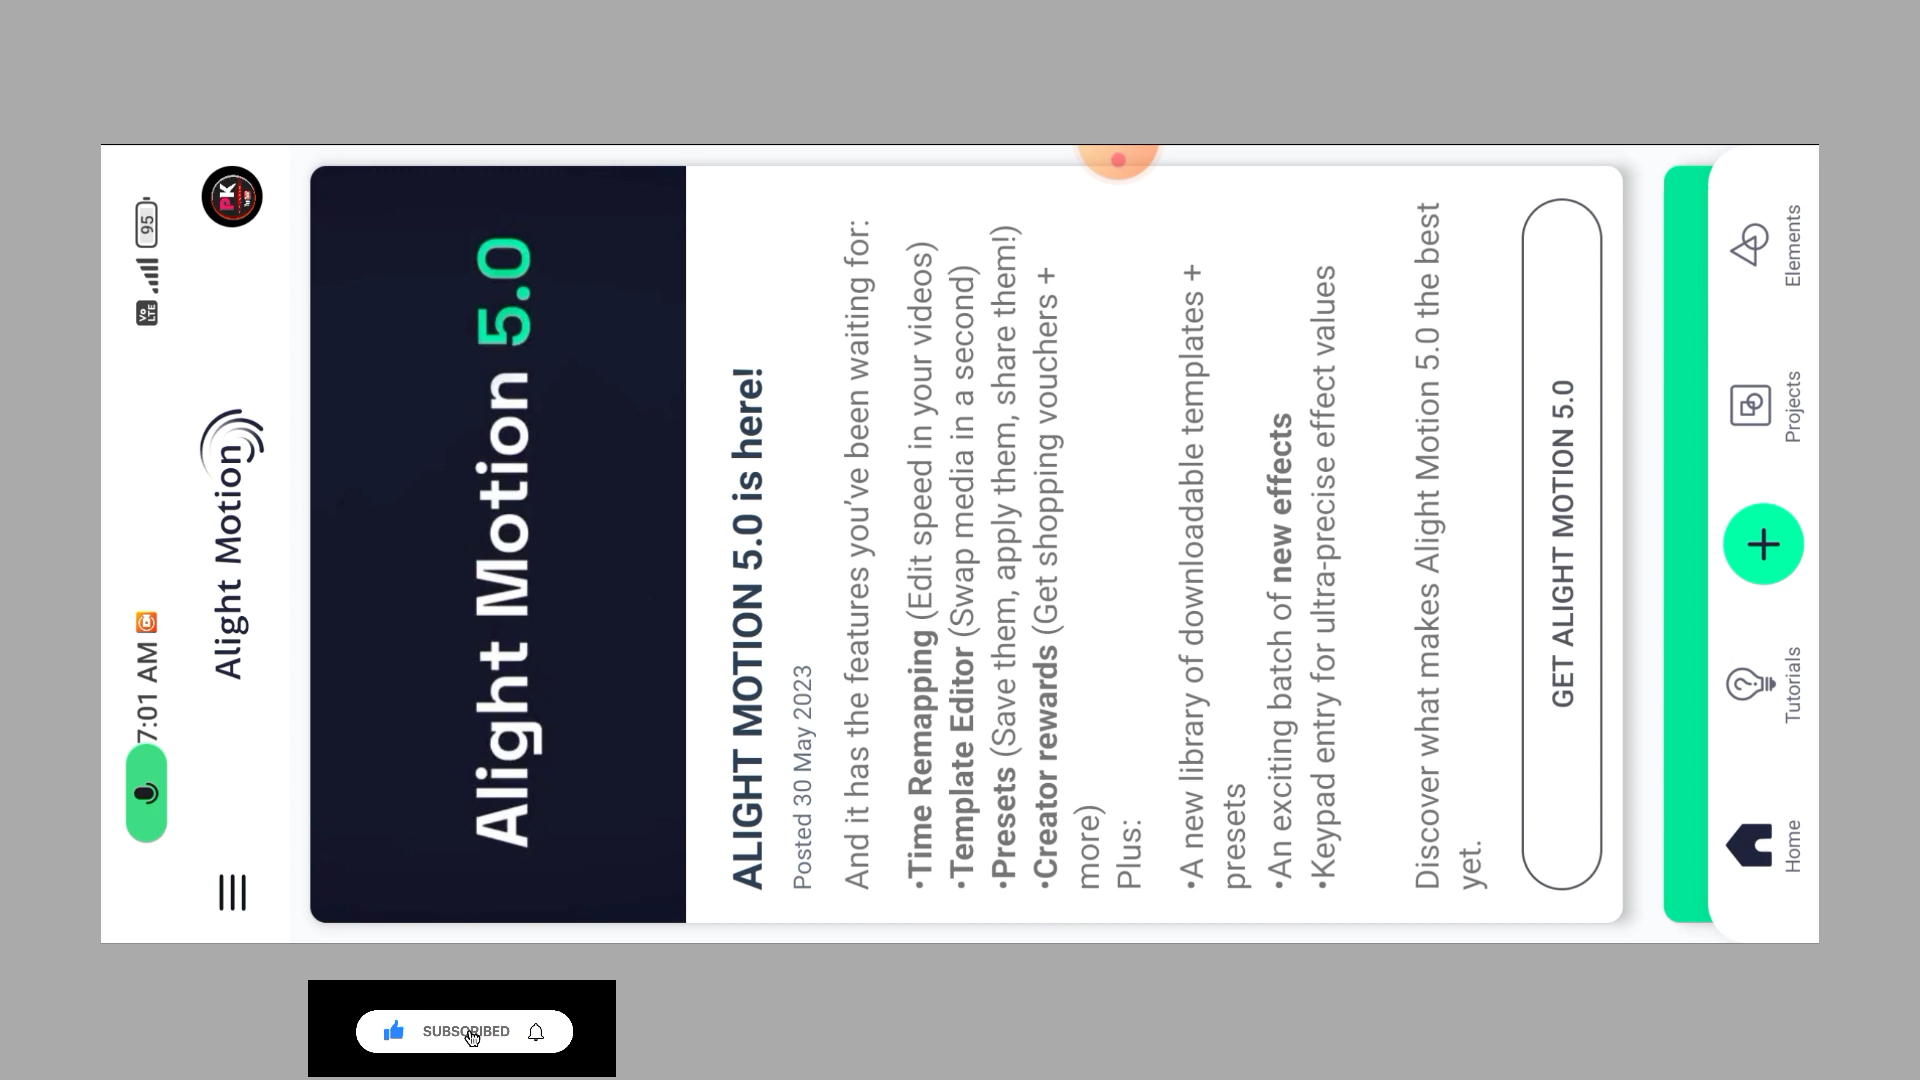 7:01 AM
Vo
LTE
95
Alight Motion
PK
Alight Motion 5.0
ALIGHT MOTION 5.0 is here!
Posted 30 May 2023
And it has the features you've been waiting for:
•Time Remapping (Edit speed in your videos)
•Template Editor (Swap media in a second)
•Presets (Save them, apply them, share them!)
•Creator rewards (Get shopping vouchers +
more)
Plus:
•A new library of downloadable templates +
presets
•An exciting batch of new effects
•Keypad entry for ultra-precise effect values
Discover what makes Alight Motion 5.0 the best
yet.
GET ALIGHT MOTION 5.0
Home
Tutorials
Projects
Elements
SUBSCRIBED